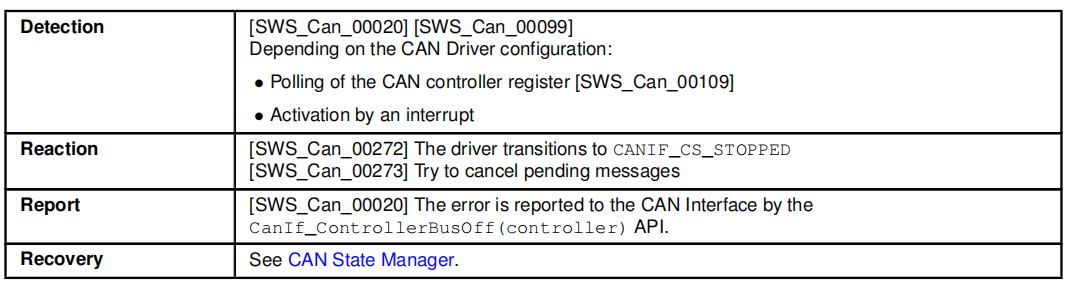 Detection
[SWS_Can_00020] [SWS_Can_00099]
Depending on the CAN Driver configuration:
• Polling of the CAN controller register [SWS_Can_00109]
• Activation by an interrupt
Reaction
[SWS_Can_00272] The driver transitions to CANIF_CS_STOPPED
[SWS_Can_00273] Try to cancel pending messages
Report
[SWS_Can_00020] The error is reported to the CAN Interface by the
CanIf_ControllerBusOff(controller) API.
Recovery
See CAN State Manager.